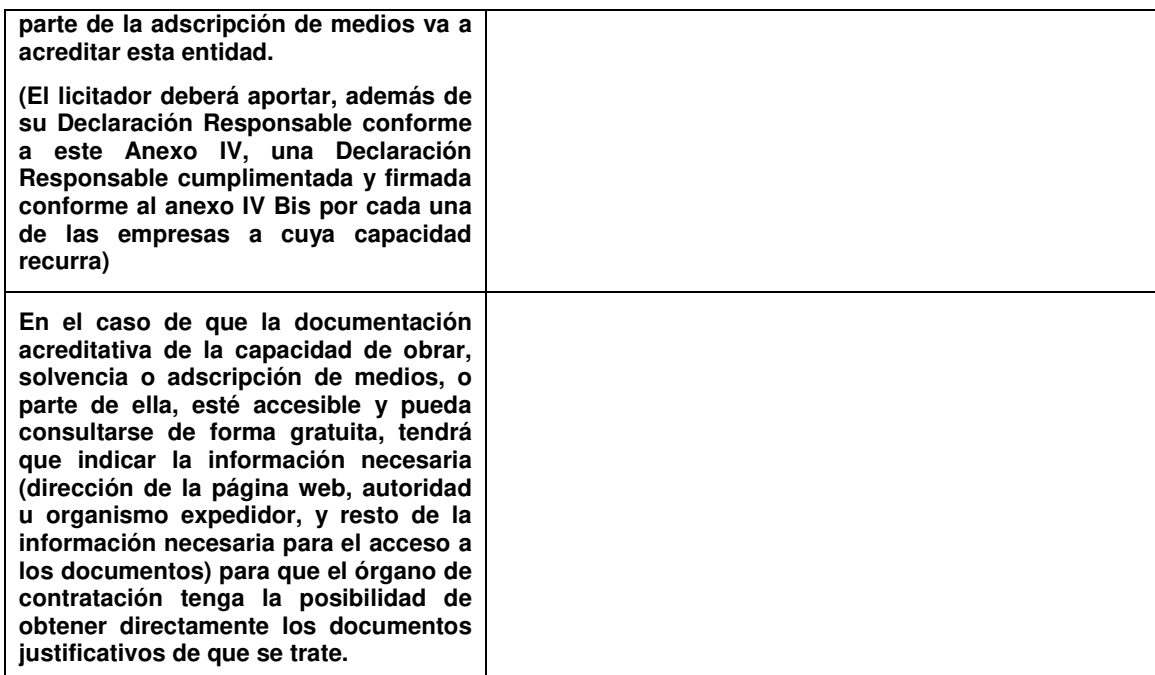 parte de la adscripción de medios va a
acreditar esta entidad.
(El licitador deberá aportar, además de
su Declaración Responsable conforme
a este Anexo IV, una Declaración
Responsable cumplimentada y firmada
conforme al anexo IV Bis por cada una
de las empresas a cuya capacidad
recurra)
En el caso de que la documentación
acreditativa de la capacidad de obrar,
solvencia o adscripción de medios, o
parte de ella, esté accesible y pueda
consultarse de forma gratuita, tendrá
que indicar la información necesaria
(dirección de la página web, autoridad
u organismo expedidor, y resto de la
información necesaria para el acceso a
los documentos) para que el órgano de
contratación tenga la posibilidad de
obtener directamente los documentos
justificativos de que se trate.